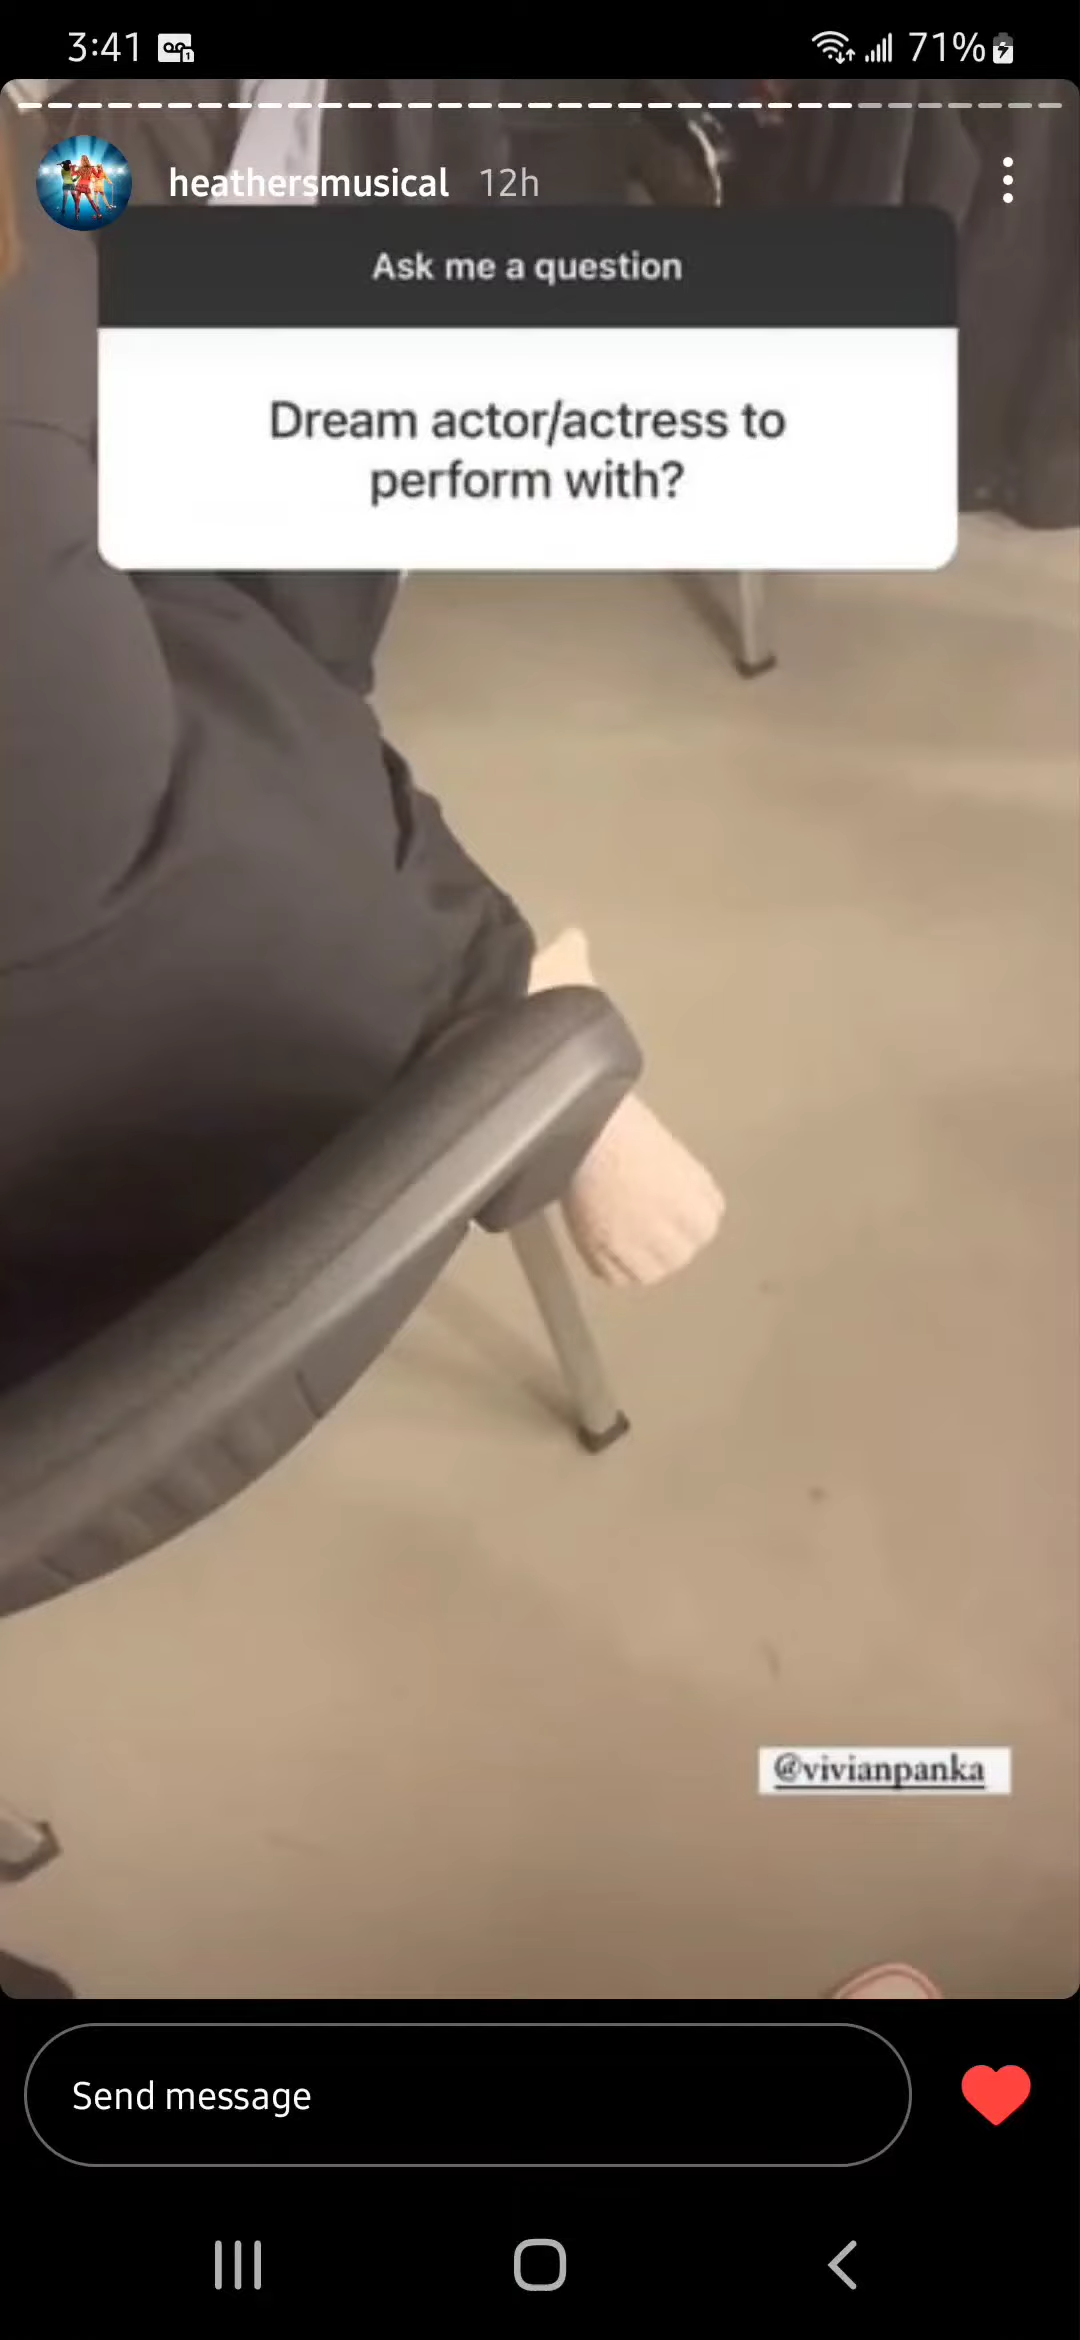 3:41
71%
heathersmusical 12h
Ask me a question
Dream actor/actress to
perform with?
@vivianpanka
Send message